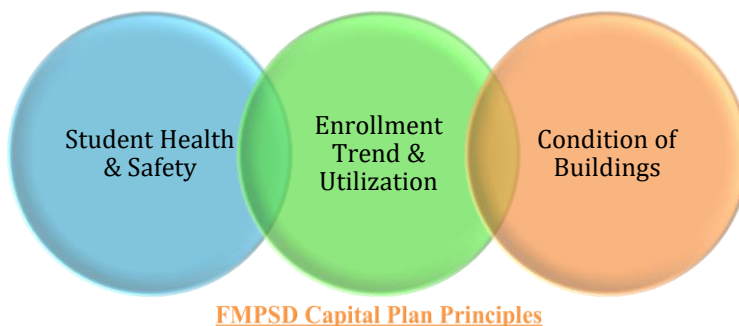 Student Health
& Safety
Enrollment
Trend &
Utilization
Condition of
Buildings
FMPSD Capital Plan Principles